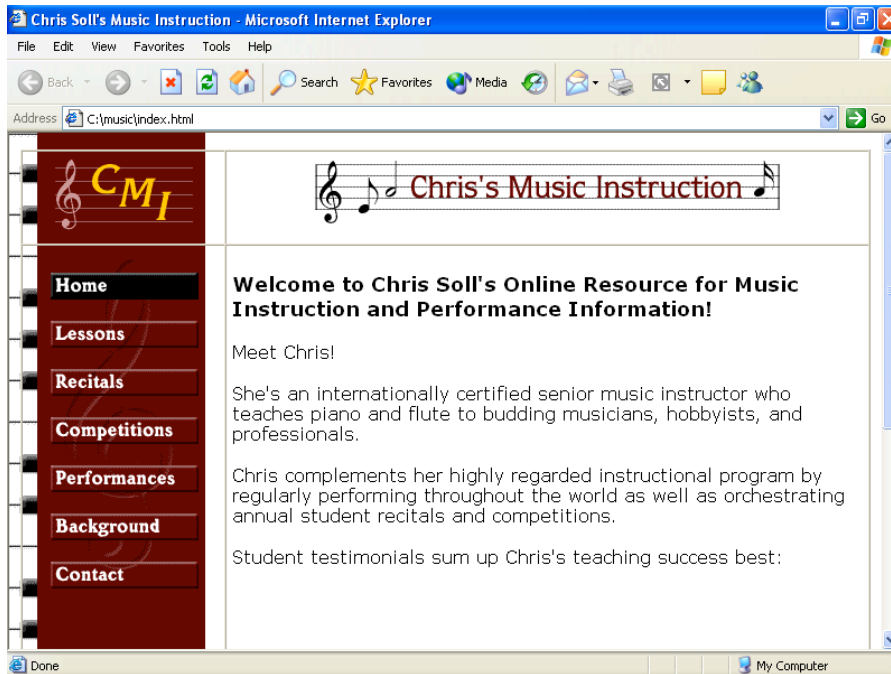 Chris Soll's Music Instruction - Microsoft Internet Explorer
File Edit View Favorites Tools Help
Back Search Favorites Media
Address C:\music\index.html Go
CMI
Chris's Music Instruction
Home
Lessons
Recitals
Competitions
Performances
Background
Contact
Welcome to Chris Soll's Online Resource for Music
Instruction and Performance Information!
Meet Chris!
She's an internationally certified senior music instructor who
teaches piano and flute to budding musicians, hobbyists, and
professionals.
Chris complements her highly regarded instructional program by
regularly performing throughout the world as well as orchestrating
annual student recitals and competitions.
Student testimonials sum up Chris's teaching success best:
Done My Computer